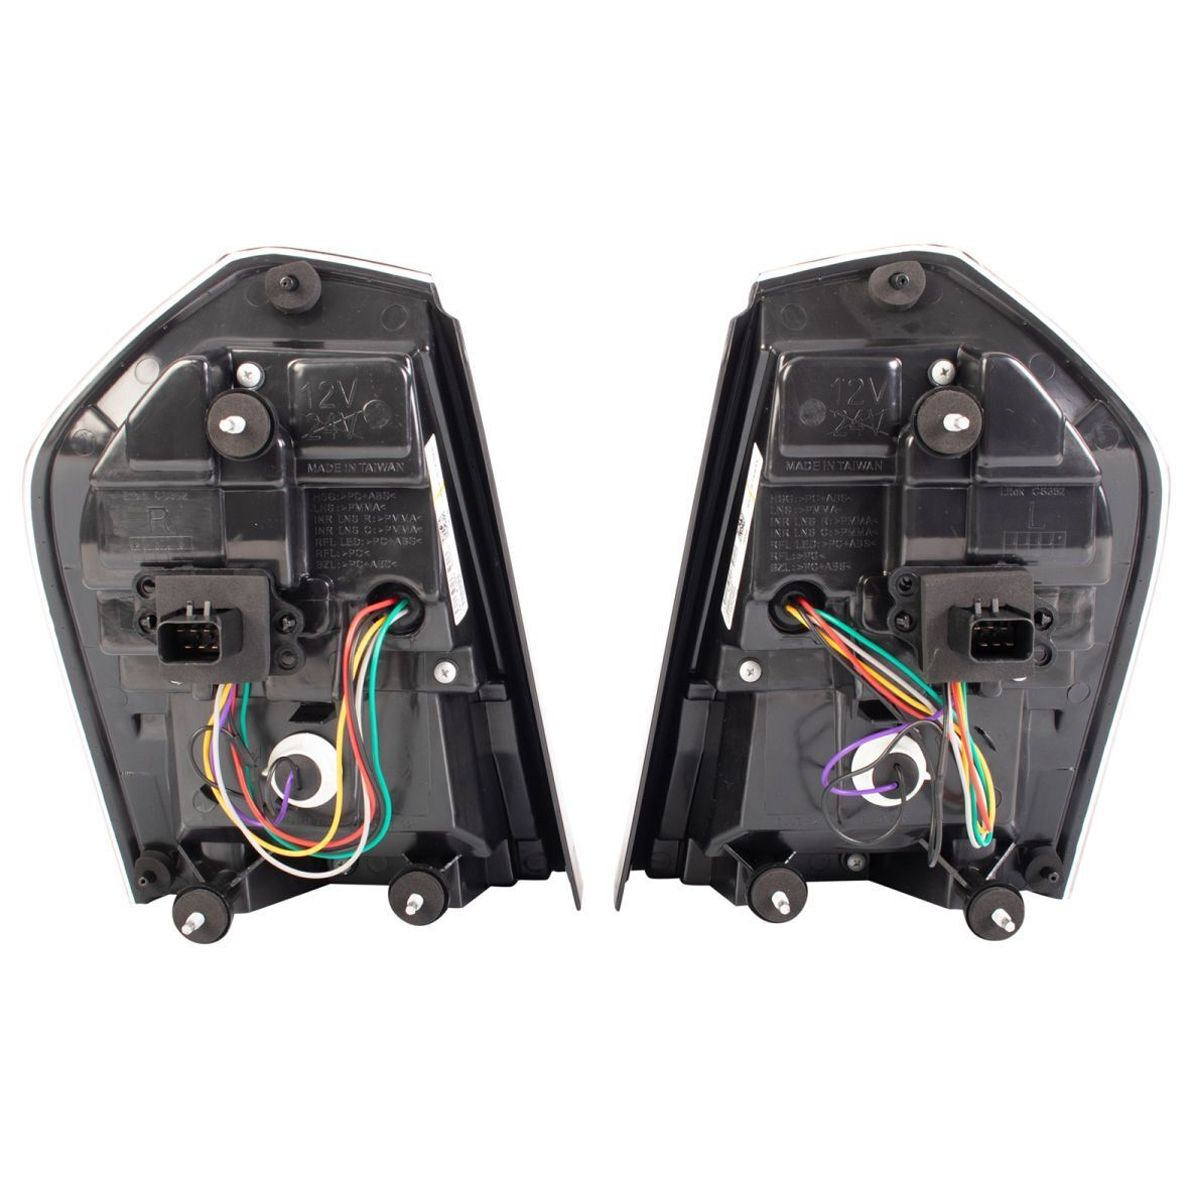 12V
24V
MADE IN TAIWAN
R
HSG:>PC+ABS<
LNS:>PMMA<
INR LNS R:>PMMA<
INR LNS C:>PMMA<
RFL LED:>PC+ABS<
RFL:>PC<
BZL:>PC+ABS<
12V
24V
MADE IN TAIWAN
L
HSG:>PC+ABS<
LNS:>PMMA<
INR LNS R:>PMMA<
INR LNS C:>PMMA<
RFL LED:>PC+ABS<
RFL:>PC<
BZL:>PC+ABS<